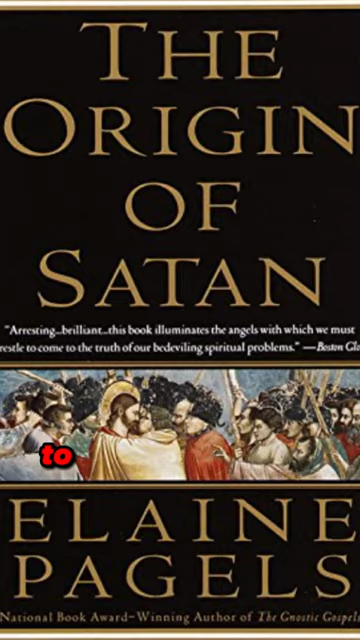 THE
ORIGIN
OF
SATAN
"Arresting...brilliant...this book illuminates the angels with which we must
restle to come to the truth of our bedeviling spiritual problems." —Boston Glo
to
ELAINE
PAGELS
National Book Award–Winning Author of The Gnostic Gospels